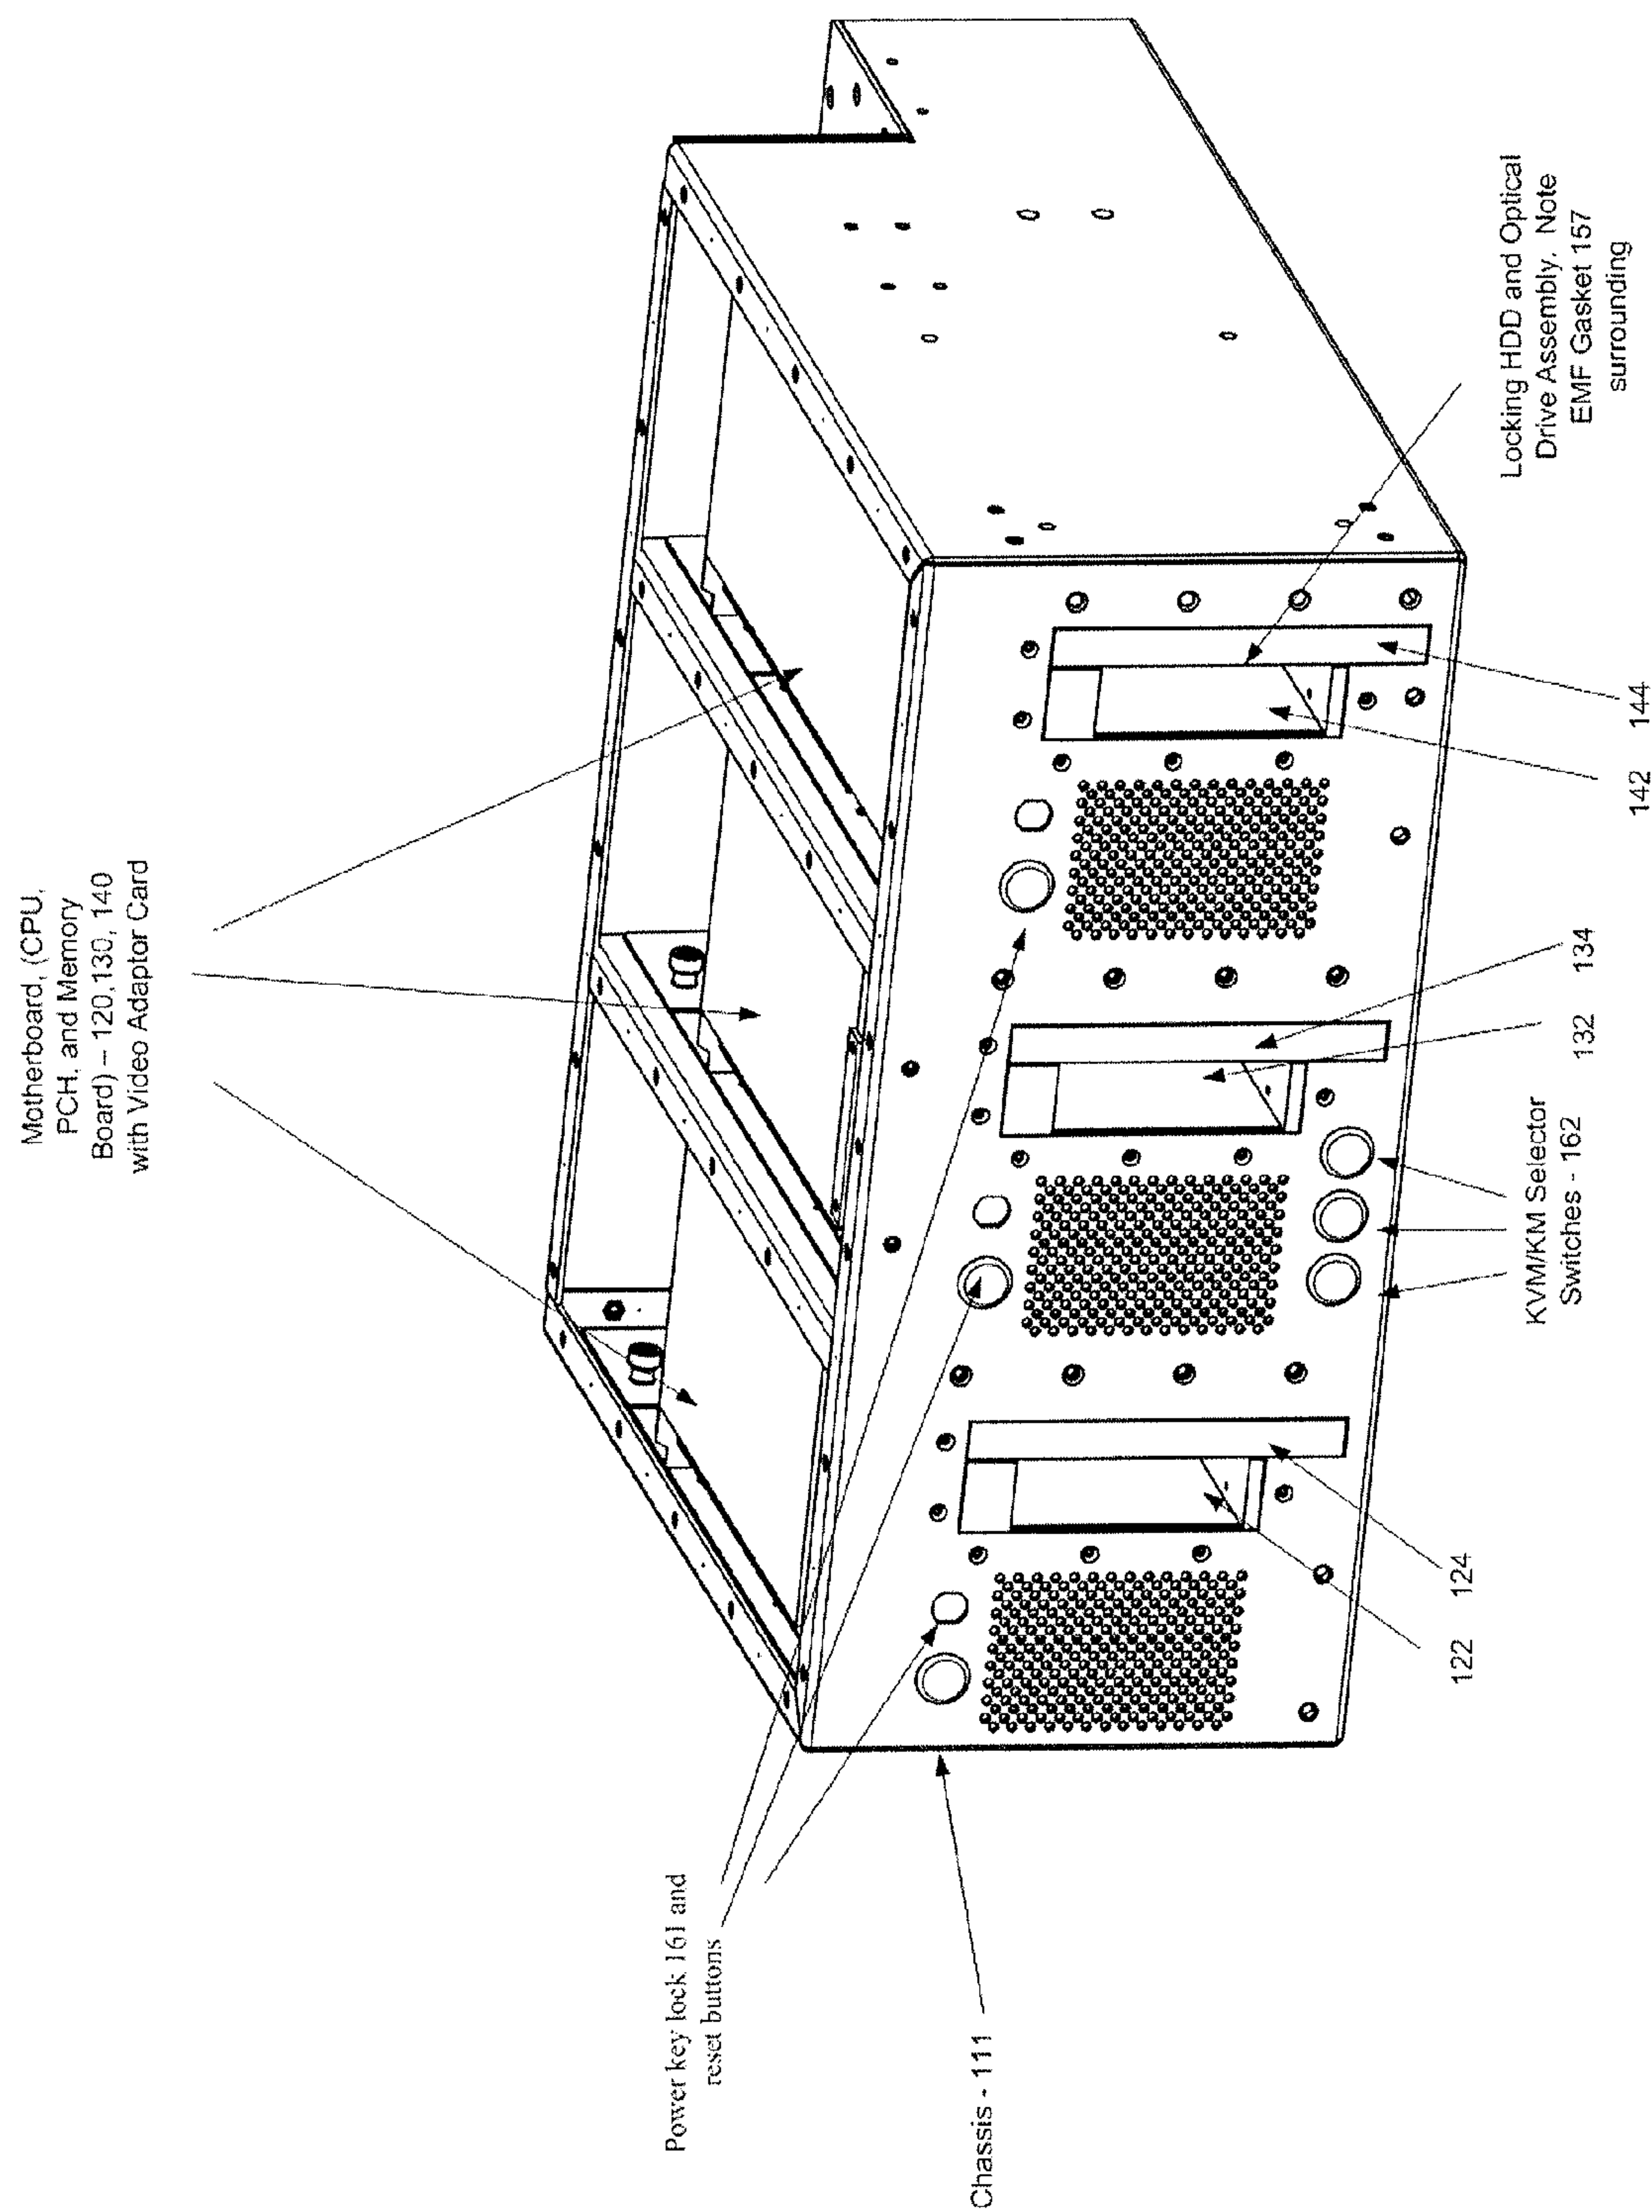 Motherboard, (CPU,
PCH, and Memory
Board) – 120,130, 140
with Video Adaptor Card
Locking HDD and Optical
Drive Assembly. Note
EMF Gasket 157
surrounding
144
142
134
132
KVM/KM Selector
Switches - 162
124
122
Power key lock 161 and
reset buttons
Chassis - 111